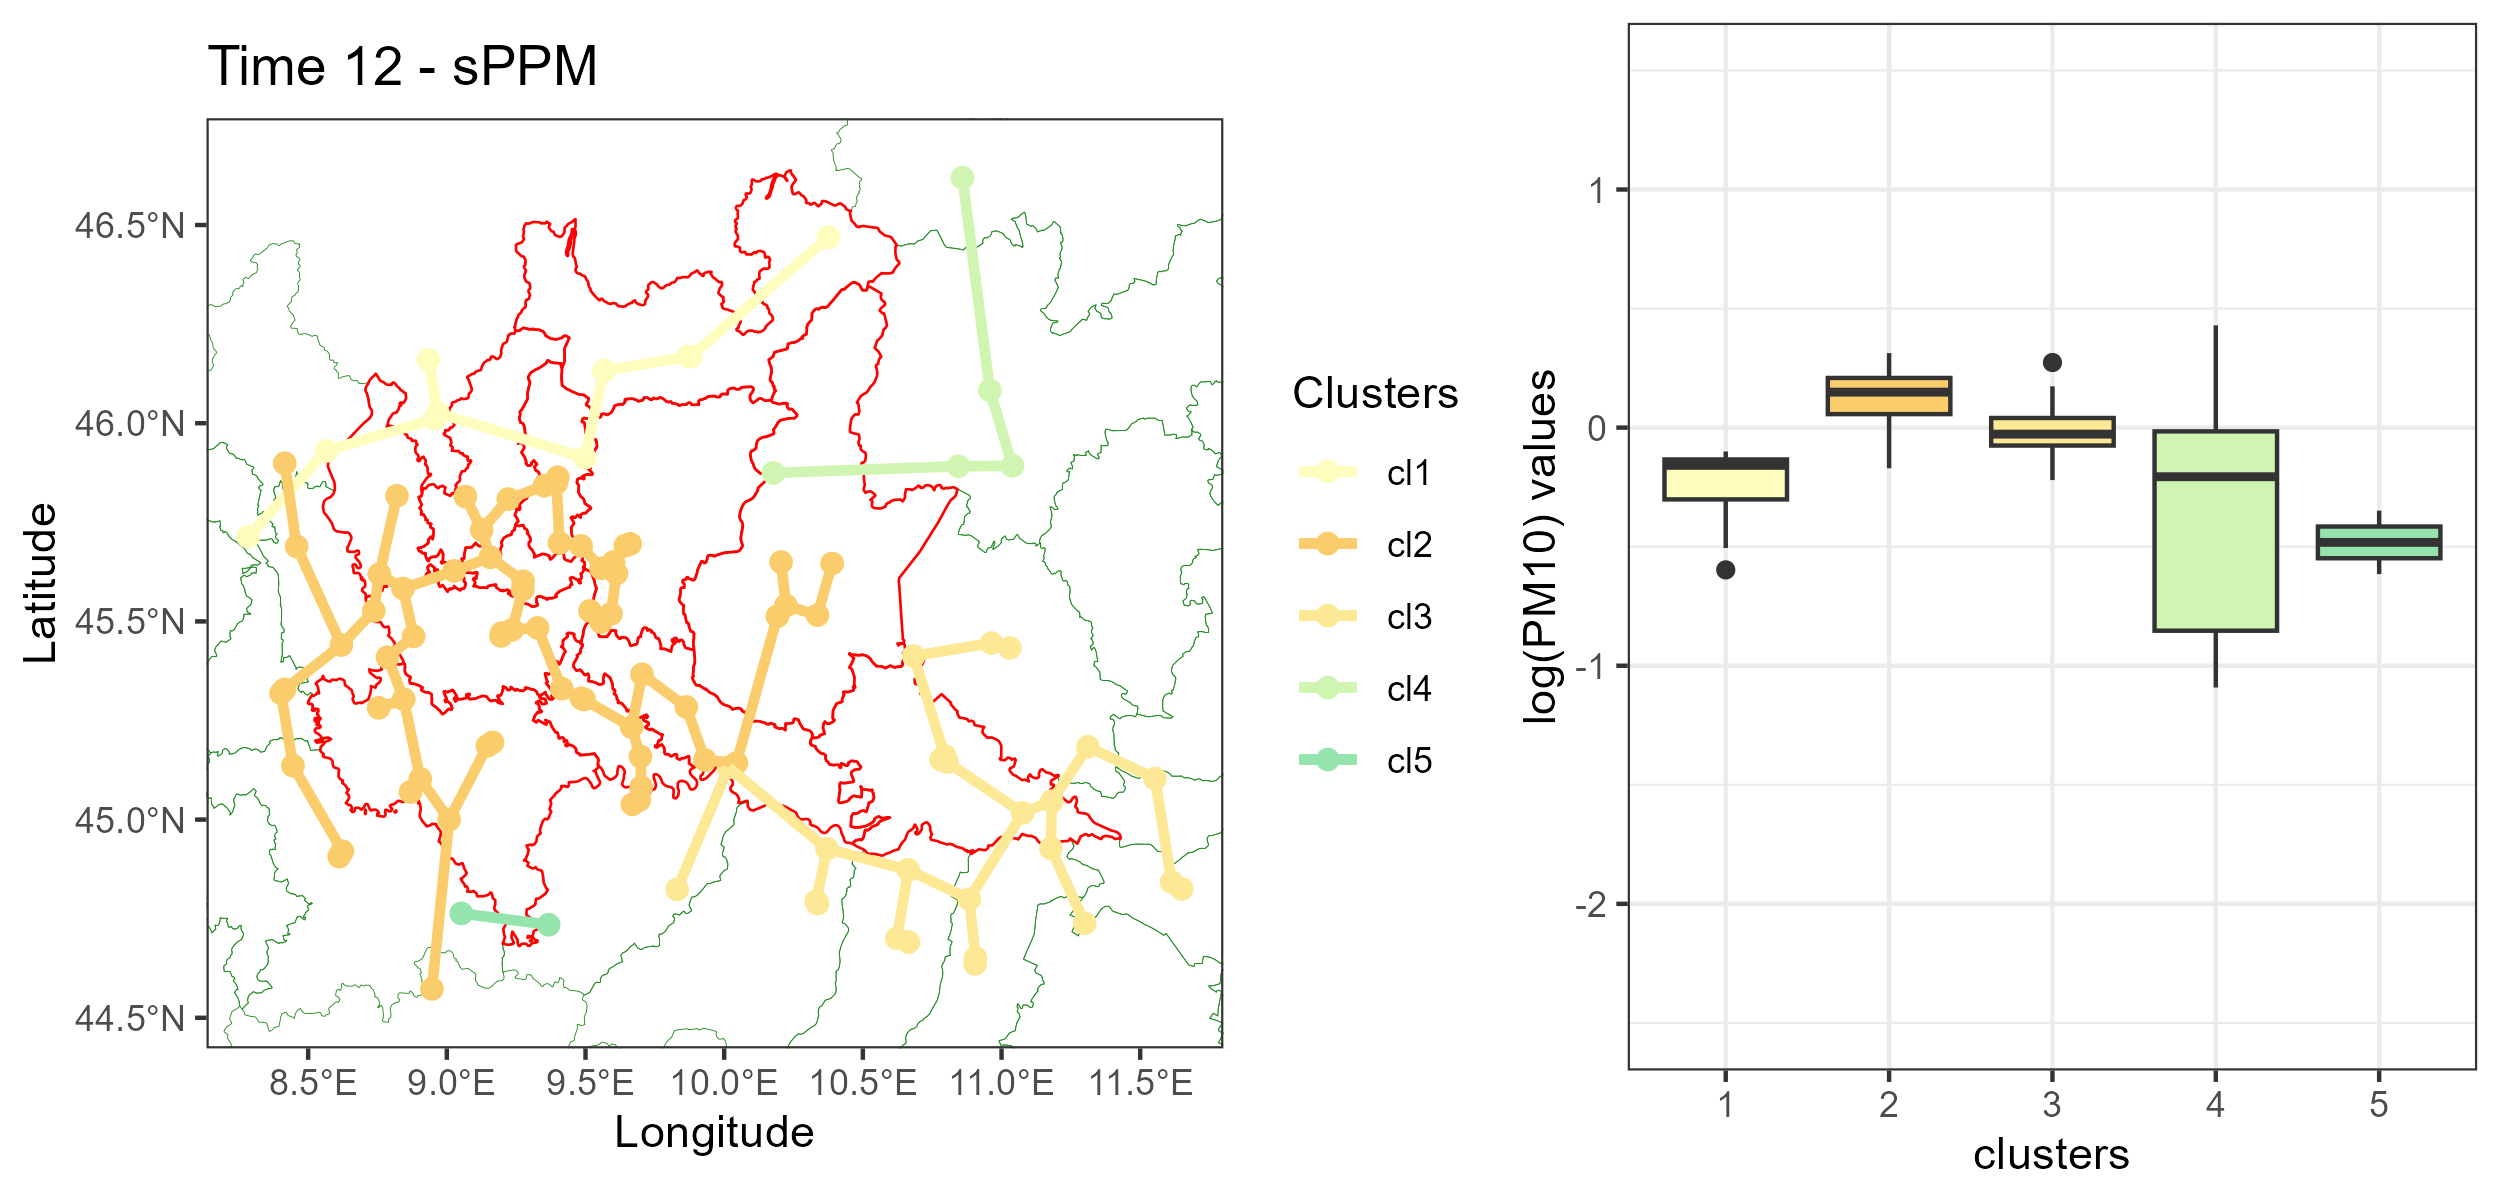 Time 12 - sPPM
46.5°N
46.0°N
45.5°N
45.0°N
44.5°N
Latitude
8.5°E 9.0°E 9.5°E 10.0°E 10.5°E 11.0°E 11.5°E
Longitude
Clusters
cl1
cl2
cl3
cl4
cl5
log(PM10) values
1
0
-1
-2
1 2 3 4 5
clusters